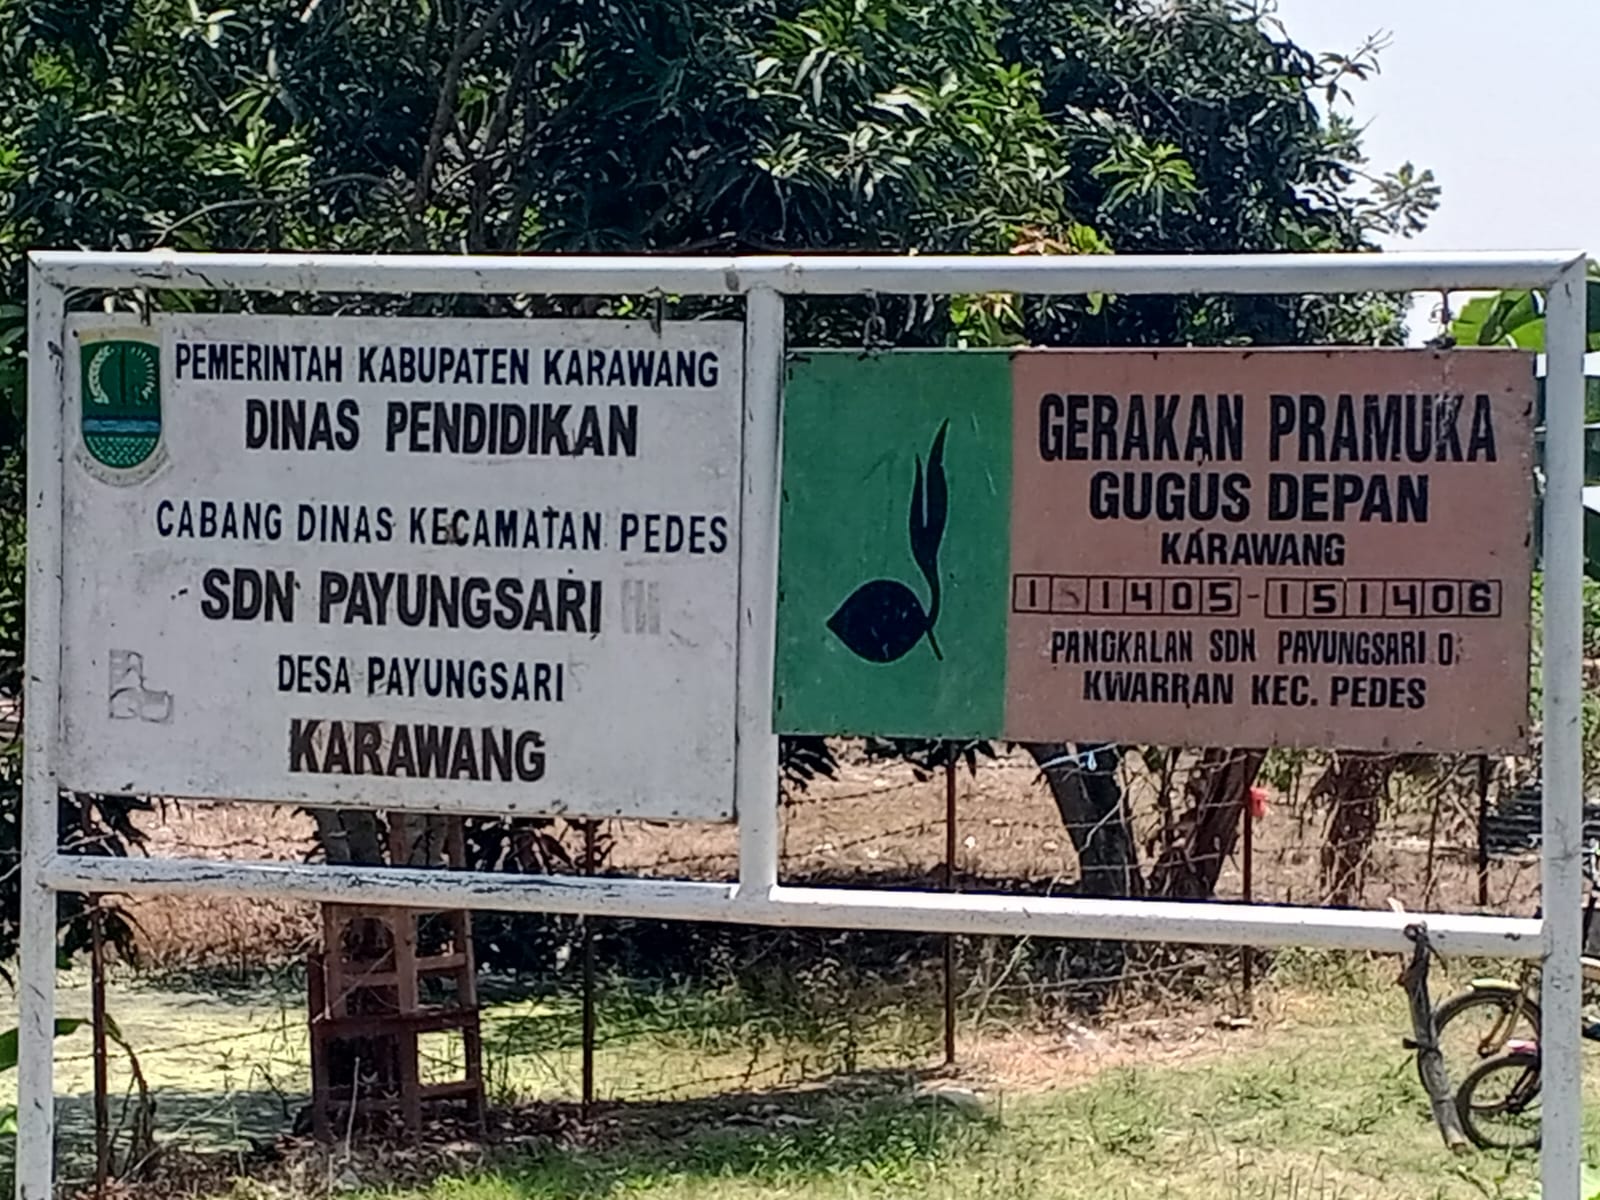 PEMERINTAH KABUPATEN KARAWANG
DINAS PENDIDIKAN
CABANG DINAS KECAMATAN PEDES
SDN PAYUNGSARI
DESA PAYUNGSARI
KARAWANG
GERAKAN PRAMUKA
GUGUS DEPAN
KARAWANG
151405-151406
PANGKALAN SDN PAYUNGSARI
KWARRAN KEC. PEDES